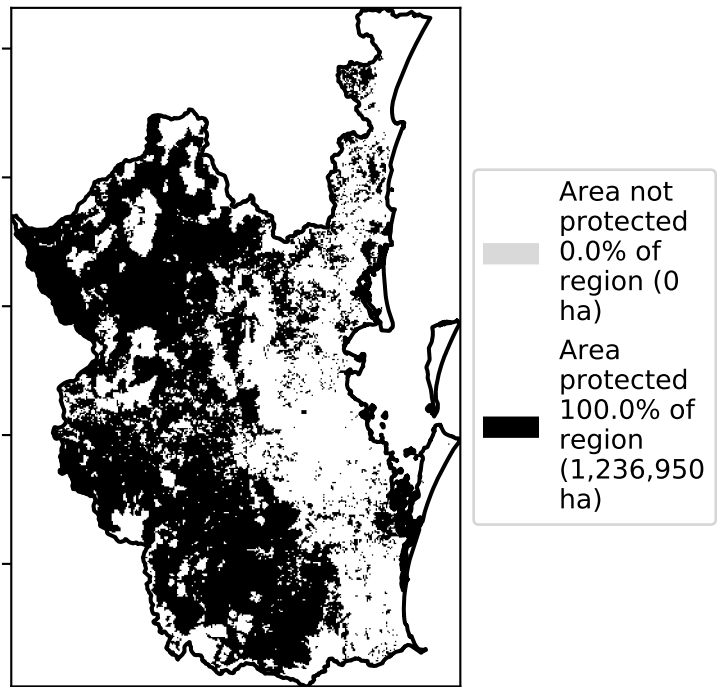 Area not
protected
0.0% of
region (0
ha)
Area
protected
100.0% of
region
(1,236,950
ha)